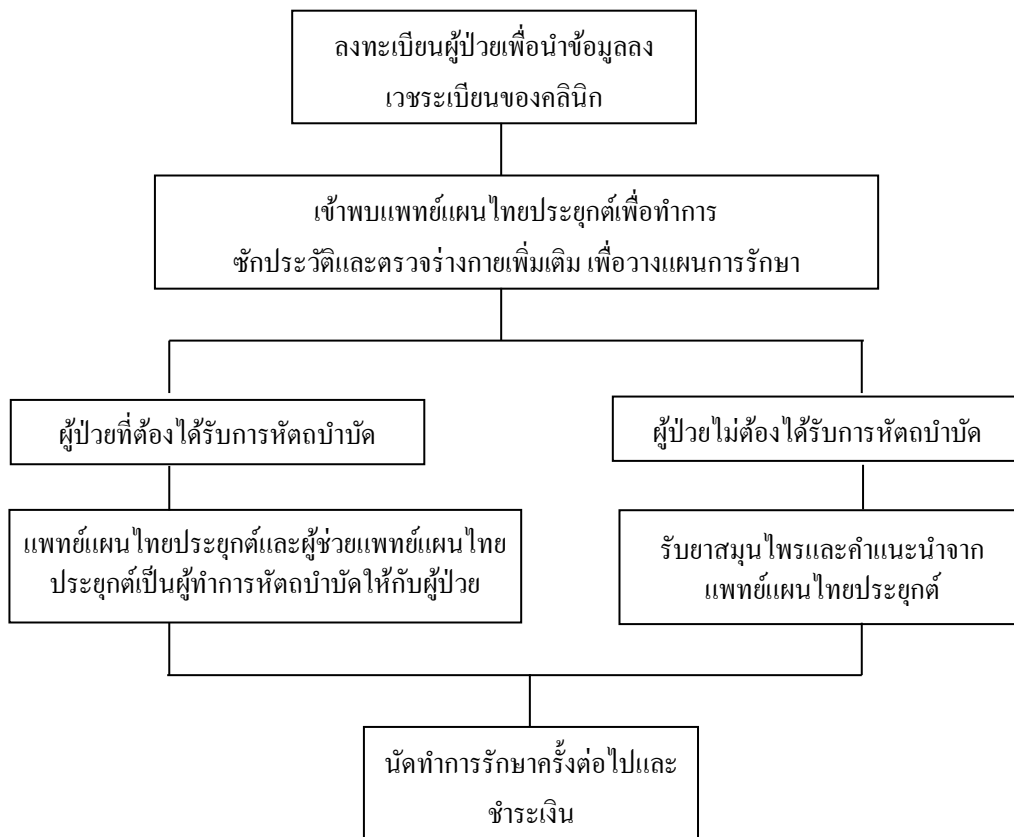 ลงทะเบียนผู้ป่วยเพื่อนำข้อมูลลง
เวชระเบียนของคลินิก
เข้าพบแพทย์แผนไทยประยุกต์เพื่อทำการ
ซักประวัติและตรวจร่างกายเพิ่มเติม เพื่อวางแผนการรักษา
ผู้ป่วยที่ต้องได้รับการหัตถบำบัด
ผู้ป่วยไม่ต้องได้รับการหัตถบำบัด
แพทย์แผนไทยประยุกต์และผู้ช่วยแพทย์แผนไทย
ประยุกต์เป็นผู้ทำการหัตถบำบัดให้กับผู้ป่วย
รับยาสมุนไพรและคำแนะนำจาก
แพทย์แผนไทยประยุกต์
นัดทำการรักษาครั้งต่อไปและ
ชำระเงิน